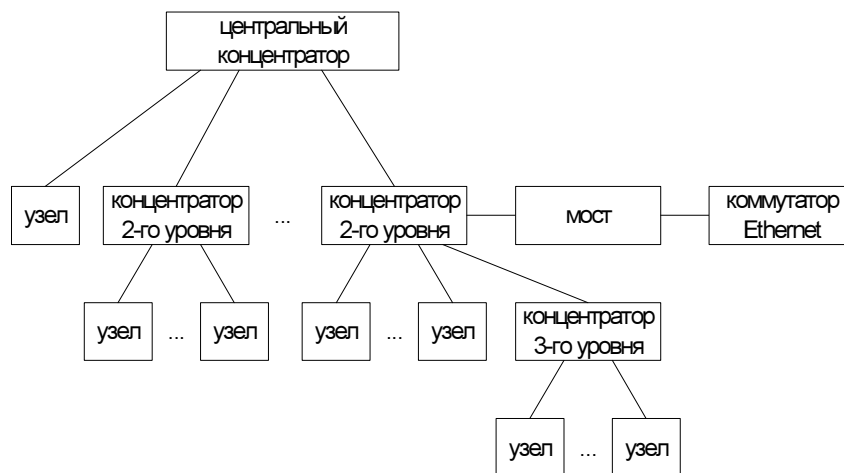 центральный
концентратор
узел
концентратор
2-го уровня
...
концентратор
2-го уровня
мост
коммутатор
Ethernet
узел ... узел
узел ... узел
концентратор
3-го уровня
узел ... узел